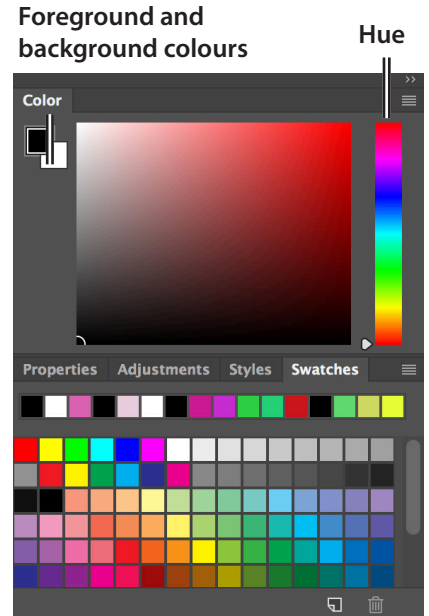 Foreground and
background colours
Hue
Color
Properties Adjustments Styles Swatches